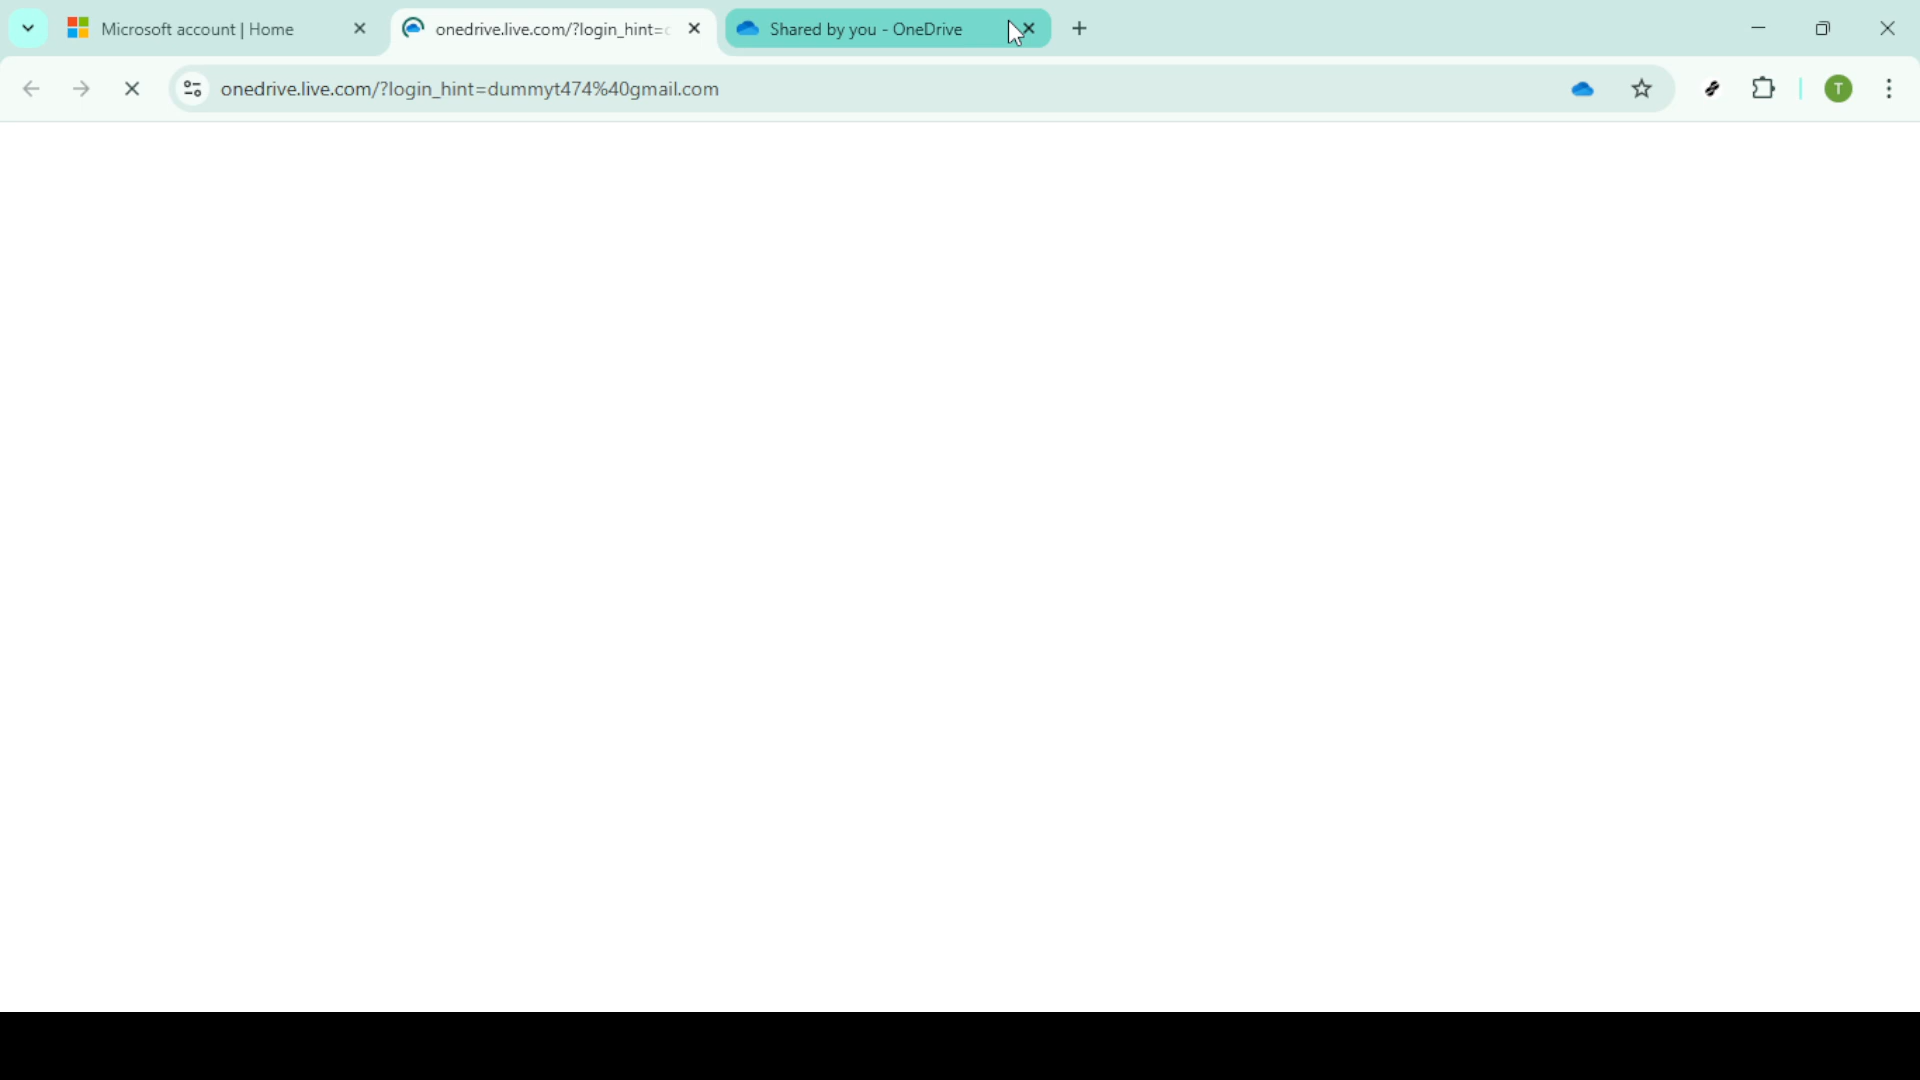 Microsoft account | Home
onedrive.live.com/?login_hint=
Shared by you - OneDrive
onedrive.live.com/?login_hint=dummyt474%40gmail.com
T